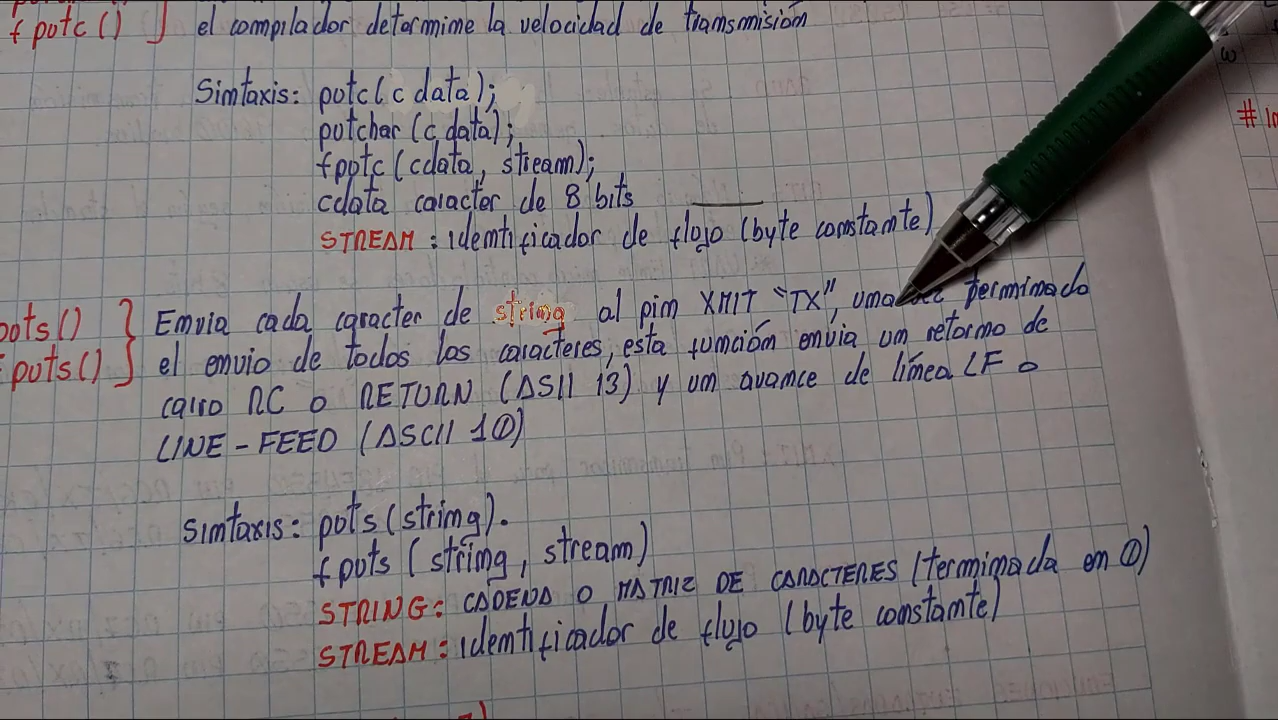 fputc() ] el compilador determine la velocidad de transmisión
Sintaxis: putc(cdata);
putchar(cdata);
fputc(cdata, stream);
cdata caracter de 8 bits
STREAM: identificador de flujo (byte constante)
puts() Envia cada caracter de string al pin XMIT "TX", una terminado
fputs() el envio de todos los caracteres, esta función envia un retorno de
carro RC o RETURN (ASII 13) y un avance de línea LF o
LINE-FEED (ASCII 10)
Sintaxis: puts(string).
fputs (string, stream)
STRING: CADENA O MATRIZ DE CARACTERES (terminada en 0)
STREAM: identificador de flujo (byte constante)